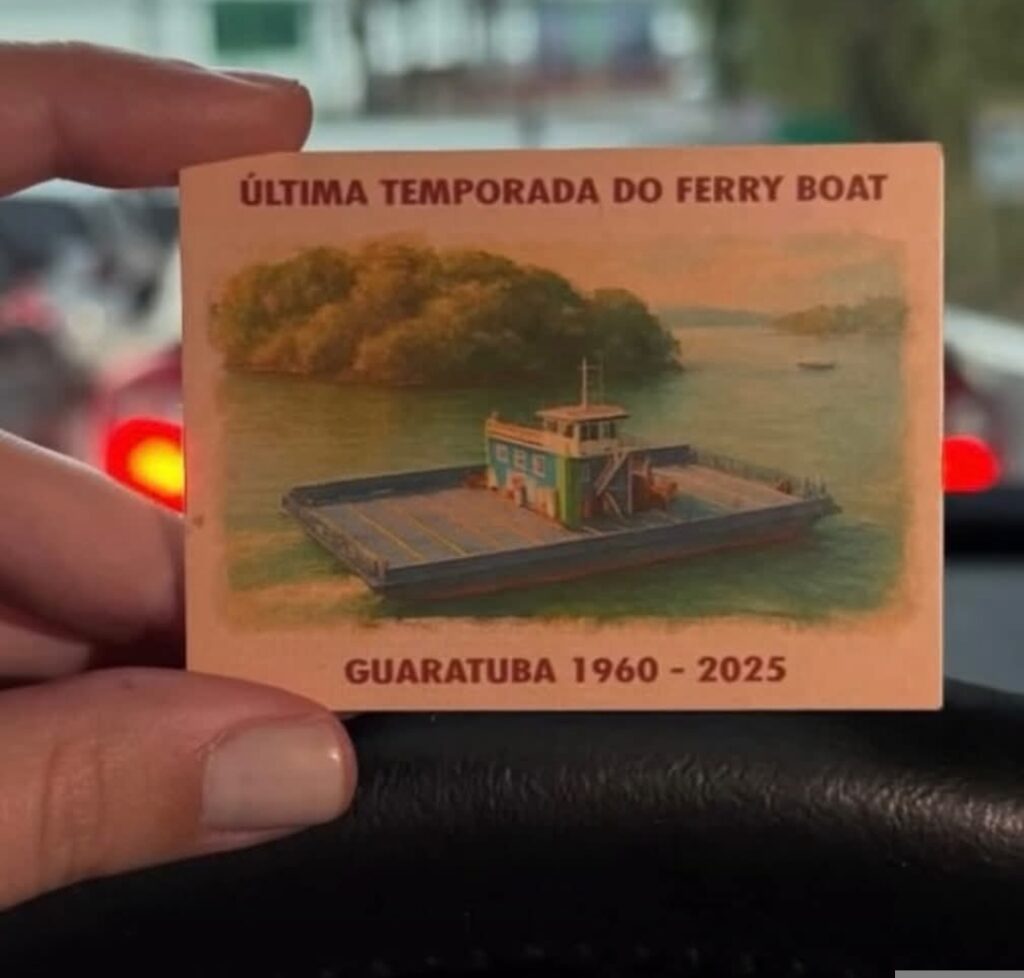 ÚLTIMA TEMPORADA DO FERRY BOAT
GUARATUBA 1960 - 2025